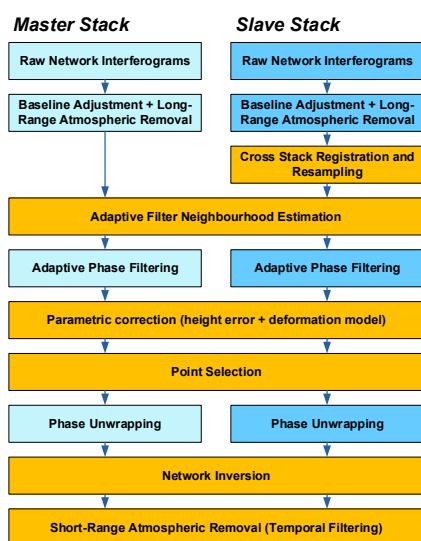 Master Stack
Slave Stack
Raw Network Interferograms
Raw Network Interferograms
Baseline Adjustment + Long-
Range Atmospheric Removal
Baseline Adjustment + Long-
Range Atmospheric Removal
Cross Stack Registration and
Resampling
Adaptive Filter Neighbourhood Estimation
Adaptive Phase Filtering
Adaptive Phase Filtering
Parametric correction (height error + deformation model)
Point Selection
Phase Unwrapping
Phase Unwrapping
Network Inversion
Short-Range Atmospheric Removal (Temporal Filtering)